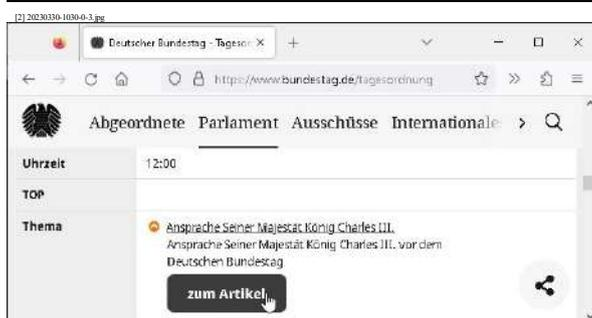 [2] 20230330-1030-0-3.jpg
Deutscher Bundestag - Tagesor
https://www.bundestag.de/tagesordnung
Abgeordnete Parlament Ausschüsse Internationale
Uhrzeit 12:00
TOP
Thema Ansprache Seiner Majestät König Charles III.
Ansprache Seiner Majestät König Charles III. vor dem
Deutschen Bundestag
zum Artikel